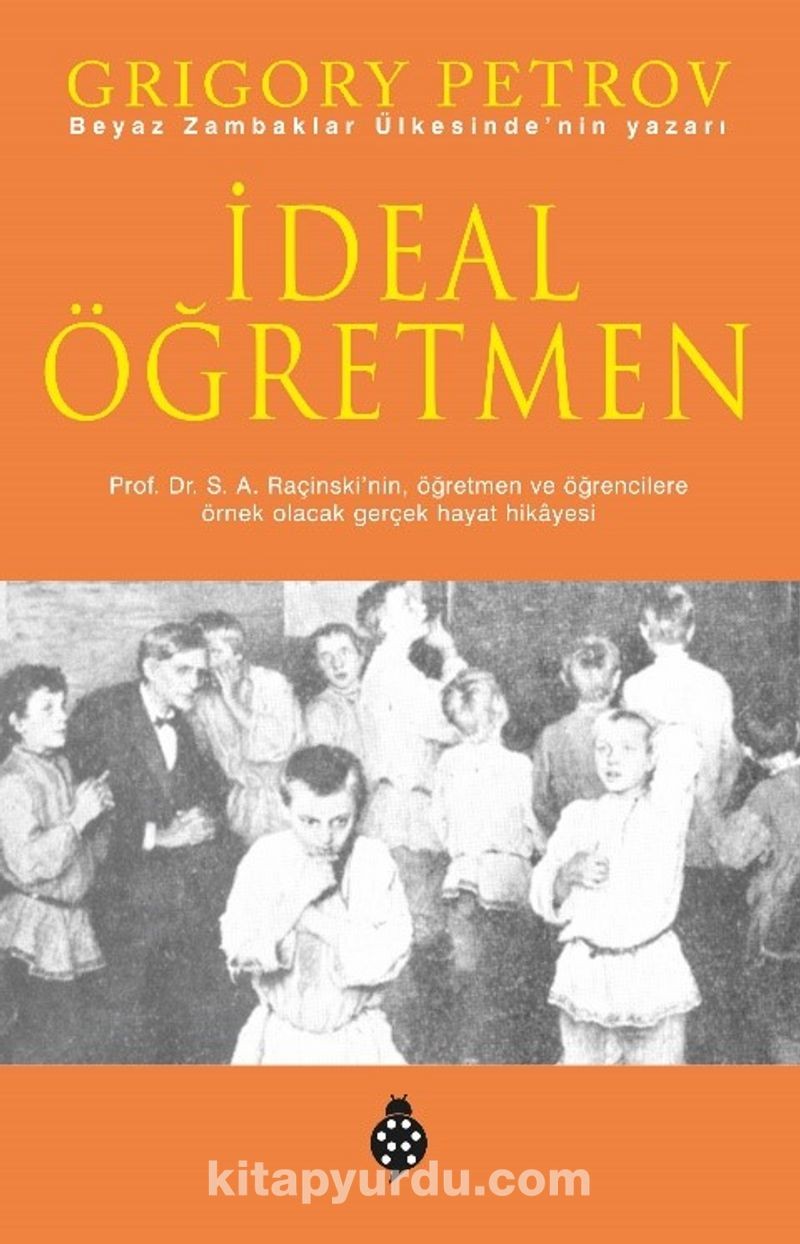 GRIGORY PETROV
Beyaz Zambaklar Ülkesinde'nin yazarı
İDEAL
ÖĞRETMEN
Prof. Dr. S. A. Raçinski'nin, öğretmen ve öğrencilere
örnek olacak gerçek hayat hikâyesi
kitapyurdu.com